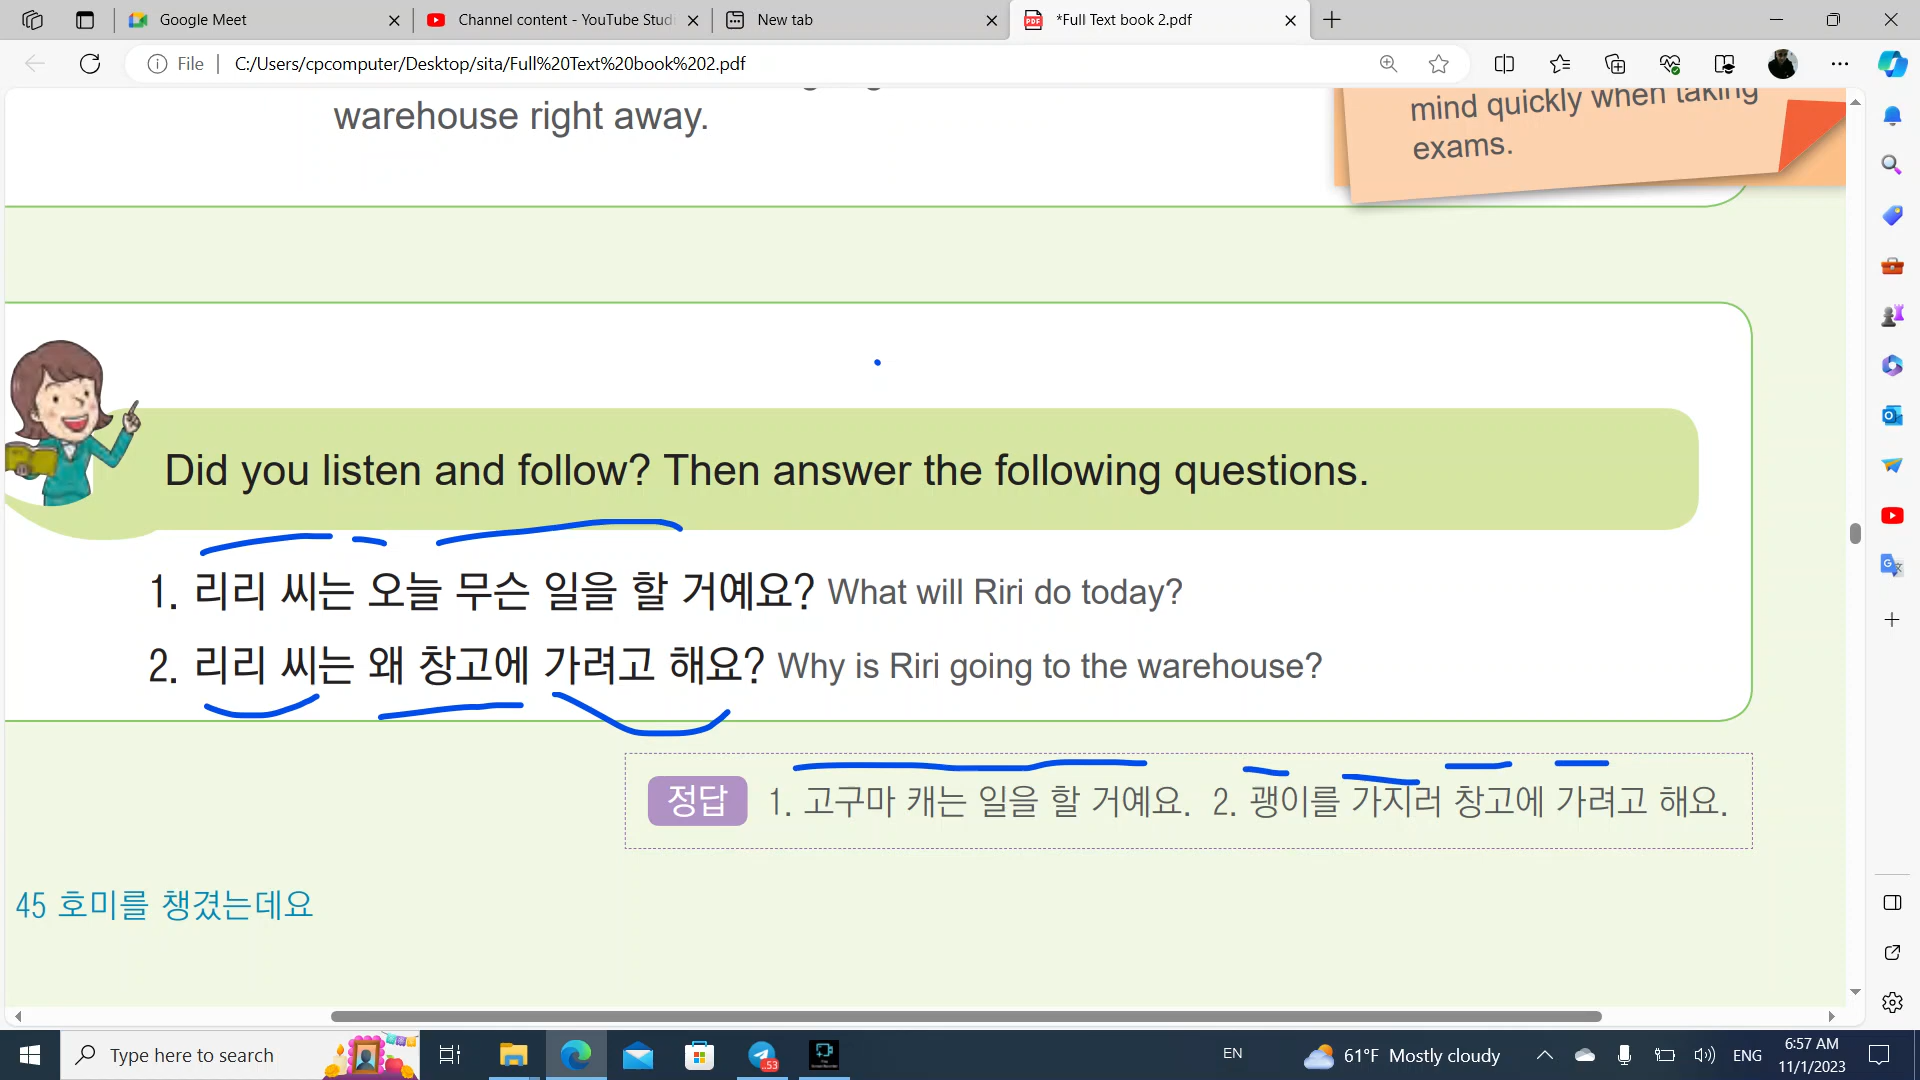 Google Meet
Channel content - YouTube Stud
New tab
*Full Text book 2.pdf
File
C:/Users/cpcomputer/Desktop/sita/Full%20Text%20book%202.pdf
warehouse right away.
mind quickly when taking
exams.
Did you listen and follow? Then answer the following questions.
1. 리리 씨는 오늘 무슨 일을 할 거예요? What will Riri do today?
2. 리리 씨는 왜 창고에 가려고 해요? Why is Riri going to the warehouse?
정답 1. 고구마 캐는 일을 할 거예요. 2. 괭이를 가지러 창고에 가려고 해요.
45 호미를 챙겼는데요
Type here to search
.53
EN
61°F Mostly cloudy
ENG
6:57 AM
11/1/2023